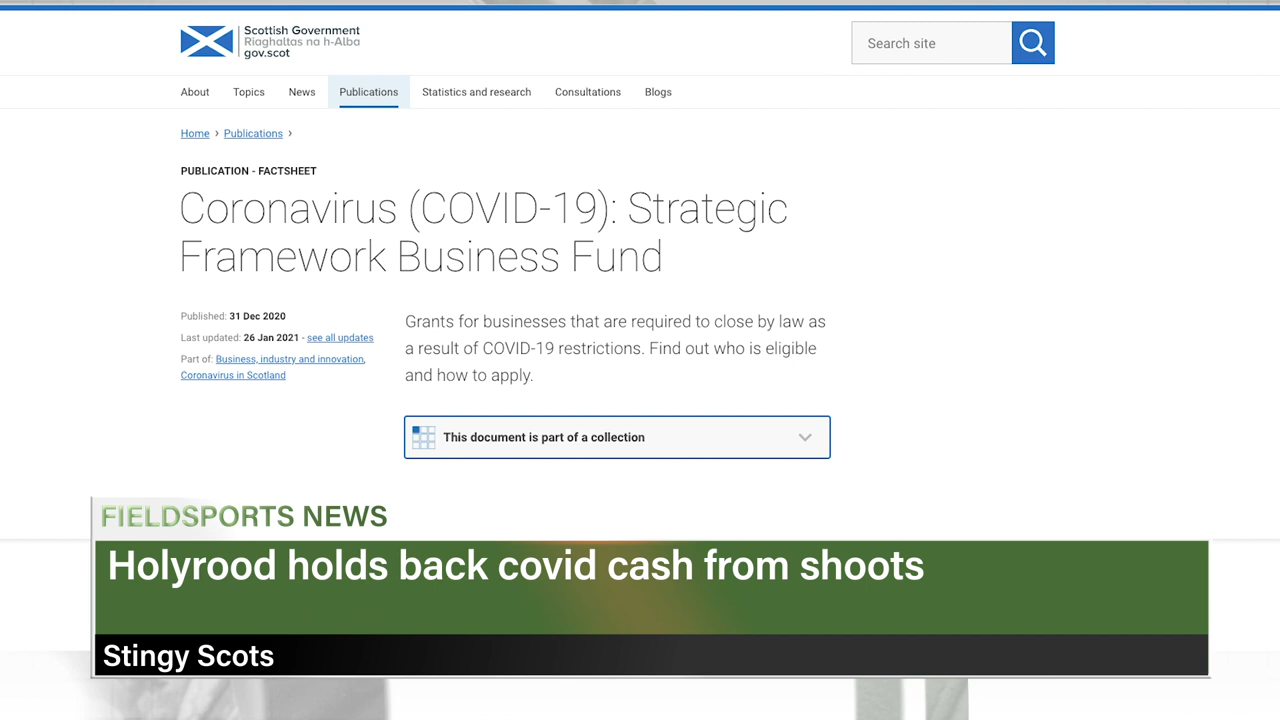 Scottish Government
Riaghaltas na h-Alba
gov.scot
Search site
About Topics News Publications Statistics and research Consultations Blogs
Home › Publications ›
PUBLICATION - FACTSHEET
Coronavirus (COVID-19): Strategic
Framework Business Fund
Published: 31 Dec 2020
Last updated: 26 Jan 2021 - see all updates
Part of: Business, industry and innovation,
Coronavirus in Scotland
Grants for businesses that are required to close by law as
a result of COVID-19 restrictions. Find out who is eligible
and how to apply.
This document is part of a collection
FIELDSPORTS NEWS
Holyrood holds back covid cash from shoots
Stingy Scots